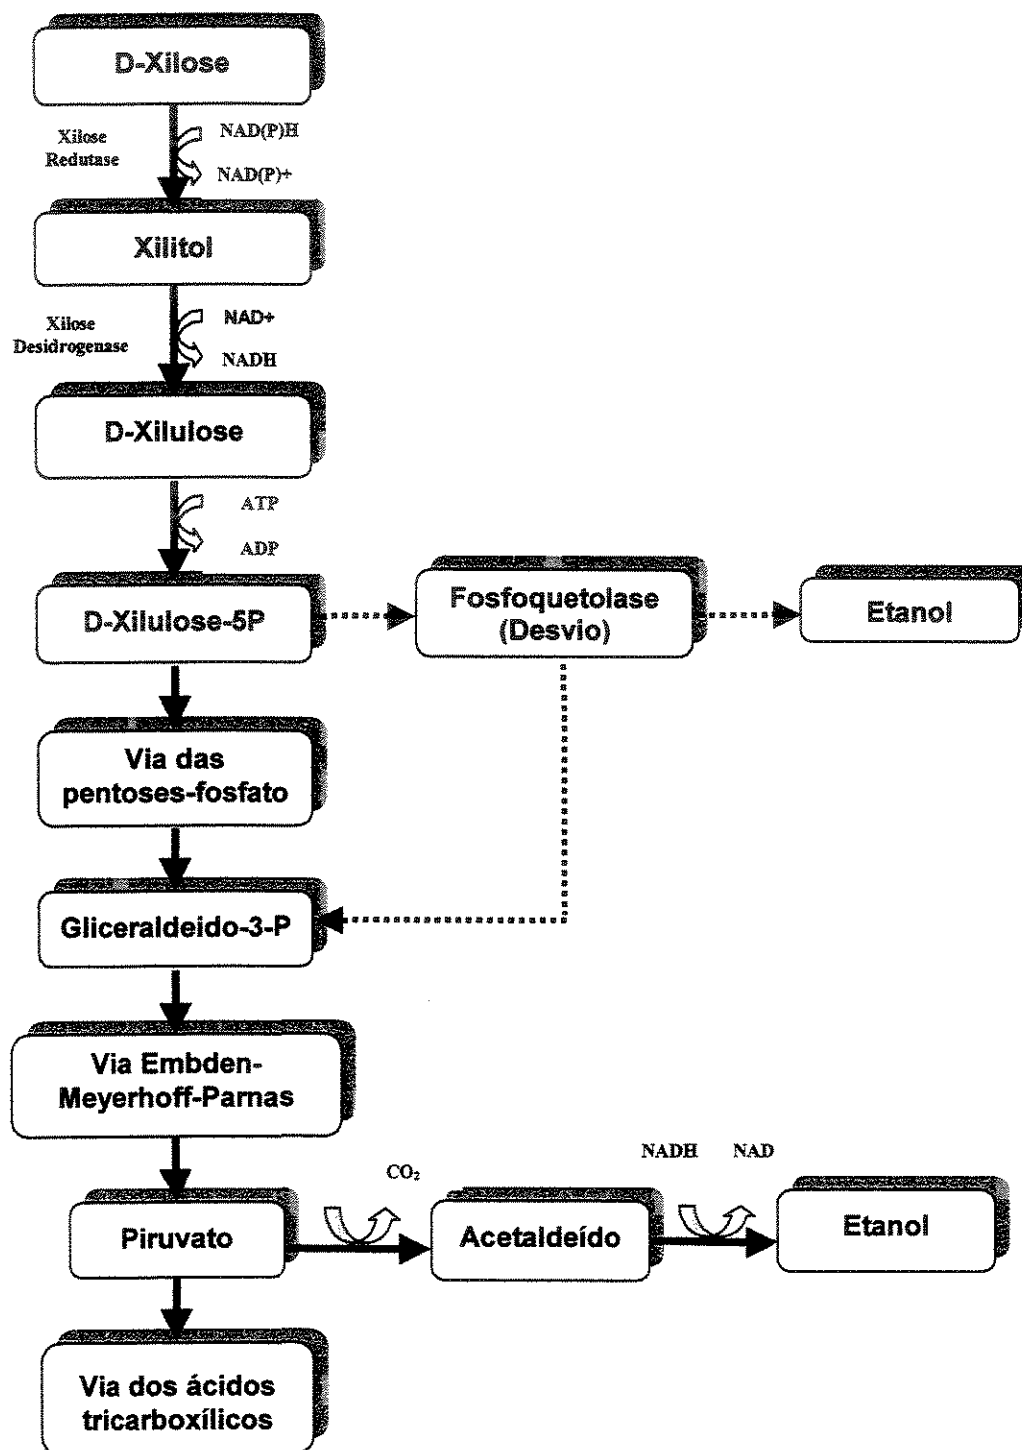 D-Xilose
Xilose
Redutase
NAD(P)H
NAD(P)+
Xilitol
Xilose
Desidrogenase
NAD+
NADH
D-Xilulose
ATP
ADP
D-Xilulose-5P
Fosfoquetolase
(Desvio)
Etanol
Via das
pentoses-fosfato
Gliceraldeido-3-P
Via Embden-
Meyerhoff-Parnas
NADH NAD
CO₂
Piruvato
Acetaldeído
Etanol
Via dos ácidos
tricarboxílicos